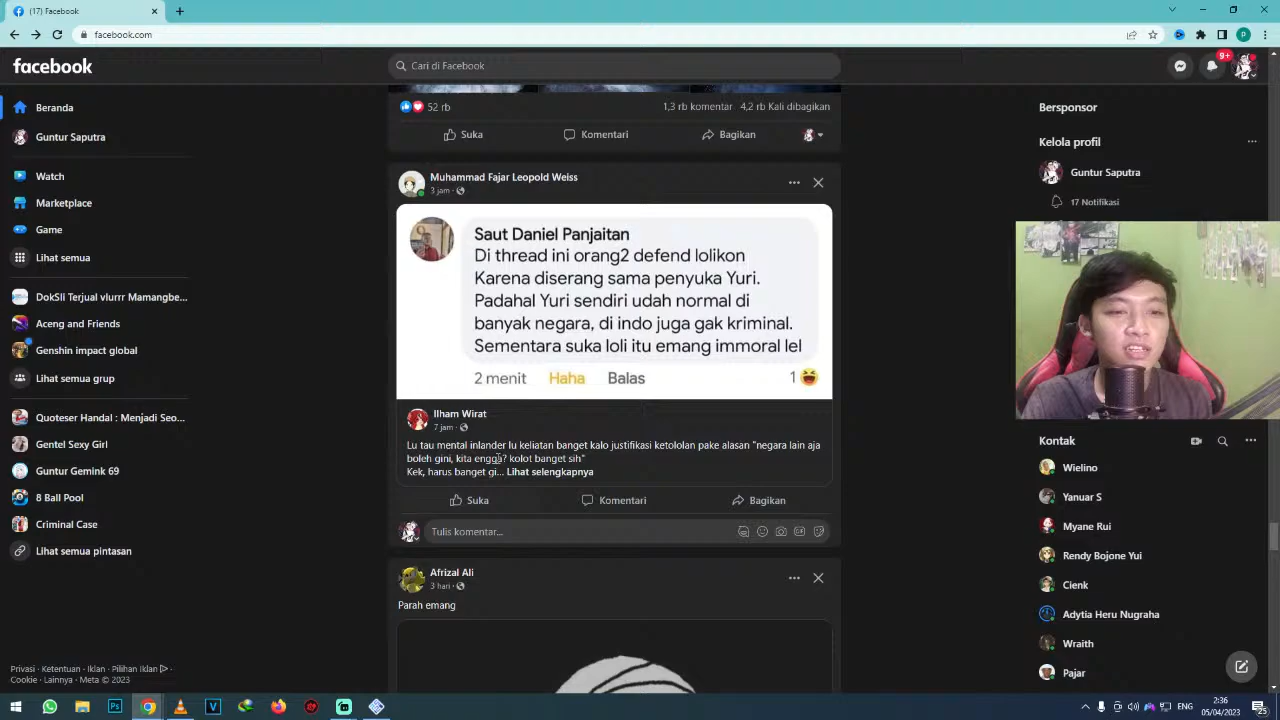 (17) Facebook
facebook.com
facebook
Cari di Facebook
9+
Beranda
Guntur Saputra
Watch
Marketplace
Game
Lihat semua
DokSli Terjual vlurrr Mamangbe...
Aceng and Friends
Genshin impact global
Lihat semua grup
Quoteser Handal : Menjadi Seo...
Gentel Sexy Girl
Guntur Gemink 69
8 Ball Pool
Criminal Case
Lihat semua pintasan
Privasi · Ketentuan · Iklan · Pilihan Iklan ·
Cookie · Lainnya · Meta © 2023
52 rb
1,3 rb komentar 4,2 rb Kali dibagikan
Suka Komentari Bagikan
Muhammad Fajar Leopold Weiss
3 jam ·
Saut Daniel Panjaitan
Di thread ini orang2 defend lolikon
Karena diserang sama penyuka Yuri.
Padahal Yuri sendiri udah normal di
banyak negara, di indo juga gak kriminal.
Sementara suka loli itu emang immoral lel
2 menit Haha Balas 1
Ilham Wirat
7 jam ·
Lu tau mental inlander lu keliatan banget kalo justifikasi ketololan pake alasan "negara lain aja
boleh gini, kita engga? kolot banget sih"
Kek, harus banget gi... Lihat selengkapnya
Suka Komentari Bagikan
Tulis komentar...
Afrizal Ali
3 hari ·
Parah emang
Bersponsor
Kelola profil
Guntur Saputra
17 Notifikasi
Kontak
Wielino
Yanuar S
Myane Rui
Rendy Bojone Yui
Cienk
Adytia Heru Nugraha
Wraith
Pajar
ENG
2:36
05/04/2023